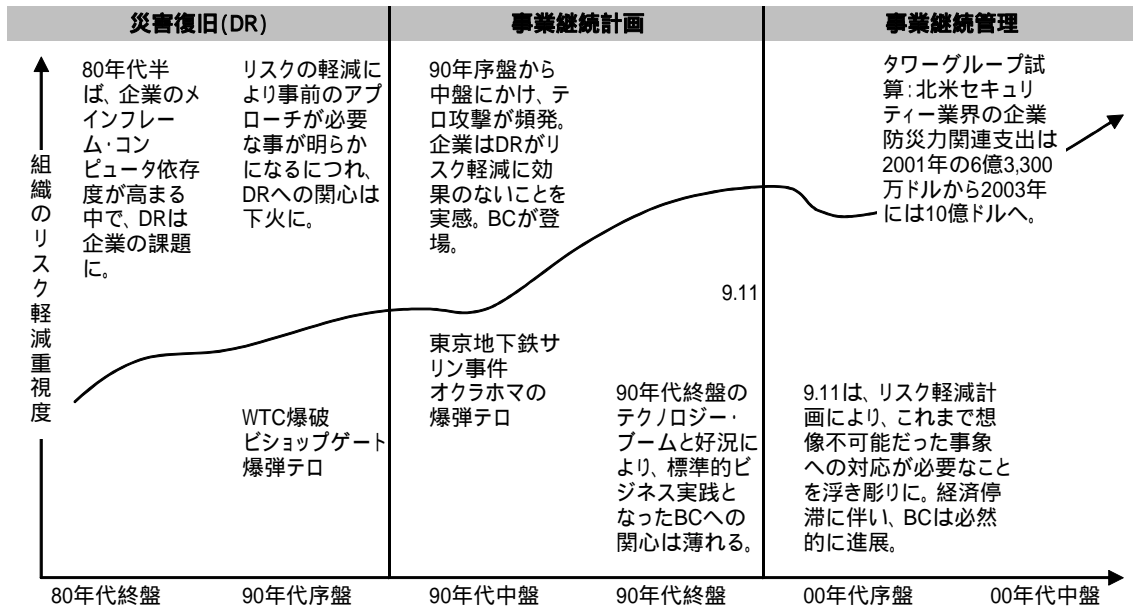 災害復旧(DR)
事業継続計画
事業継続管理
組織のリスク軽減重視度
80年代半
ば、企業のメ
インフレー
ム・コン
ピュータ依存
度が高まる
中で、DRは
企業の課題
に。
リスクの軽減に
より事前のアプ
ローチが必要
な事が明らか
になるにつれ、
DRへの関心は
下火に。
90年序盤から
中盤にかけ、テ
ロ攻撃が頻発。
企業はDRがリ
スク軽減に効
果のないことを
実感。BCが登
場。
タワーグループ試
算:北米セキュリ
ティー業界の企業
防災力関連支出は
2001年の6億3,300
万ドルから2003年
には10億ドルへ。
9.11
WTC爆破
ビショップゲート
爆弾テロ
東京地下鉄サ
リン事件
オクラホマの
爆弾テロ
90年代終盤の
テクノロジー・
ブームと好況に
より、標準的ビ
ジネス実践と
なったBCへの
関心は薄れる。
9.11は、リスク軽減計
画により、これまで想
像不可能だった事象
への対応が必要なこと
を浮き彫りに。経済停
滞に伴い、BCは必然
的に進展。
80年代終盤
90年代序盤
90年代中盤
90年代終盤
00年代序盤
00年代中盤